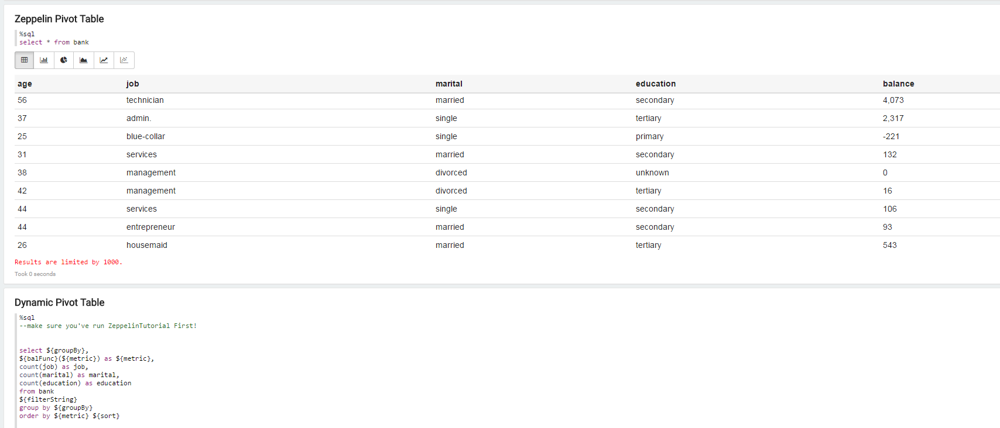 Zeppelin Pivot Table
%sql
select * from bank
age job marital education balance
56 technician married secondary 4,073
37 admin. single tertiary 2,317
25 blue-collar single primary -221
31 services married secondary 132
38 management divorced unknown 0
42 management divorced tertiary 16
44 services single secondary 106
44 entrepreneur married secondary 93
26 housemaid married tertiary 543
Results are limited by 1000.
Took 0 seconds
Dynamic Pivot Table
%sql
--make sure you've run ZeppelinTutorial First!
select ${groupBy},
${balFunc}(${metric}) as ${metric},
count(job) as job,
count(marital) as marital,
count(education) as education
from bank
${filterString}
group by ${groupBy}
order by ${metric} ${sort}